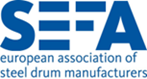 SEFA
european association of
steel drum manufacturers